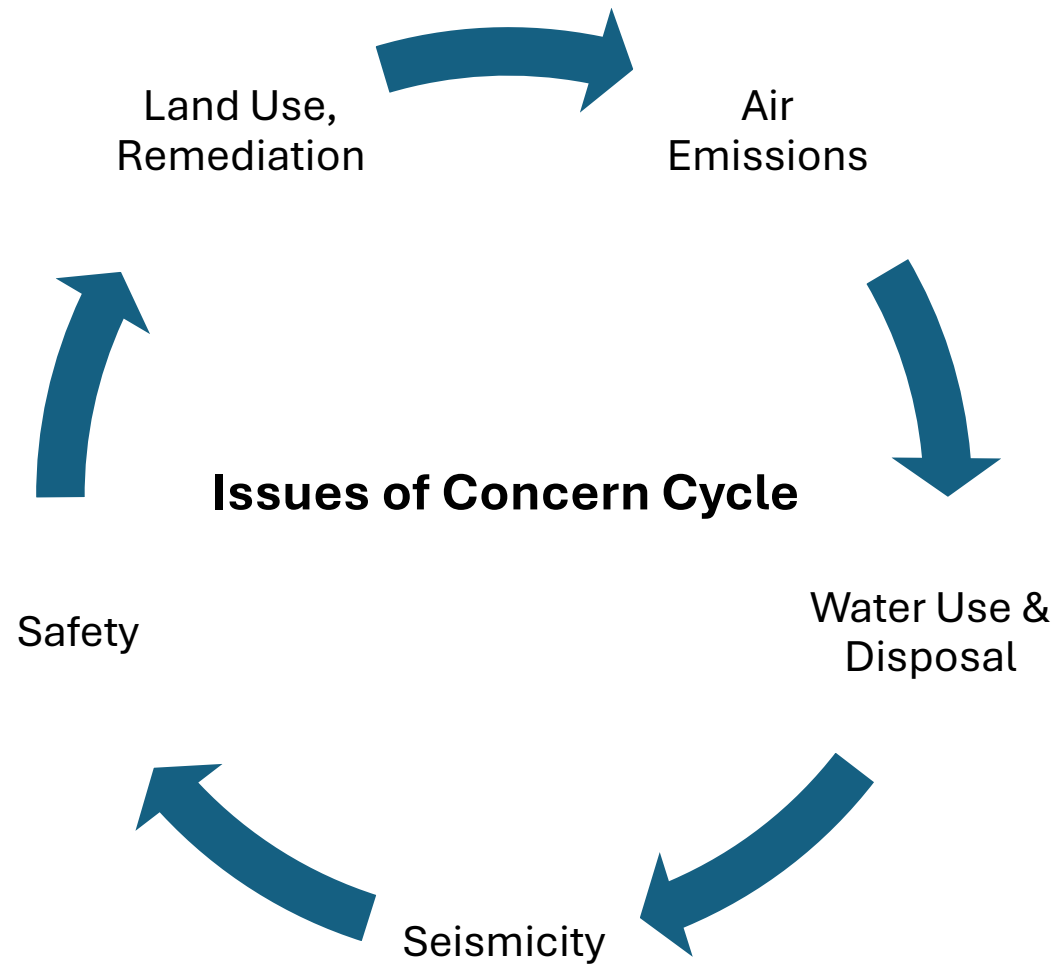 Land Use,
Remediation
Air
Emissions
Issues of Concern Cycle
Water Use &
Disposal
Safety
Seismicity